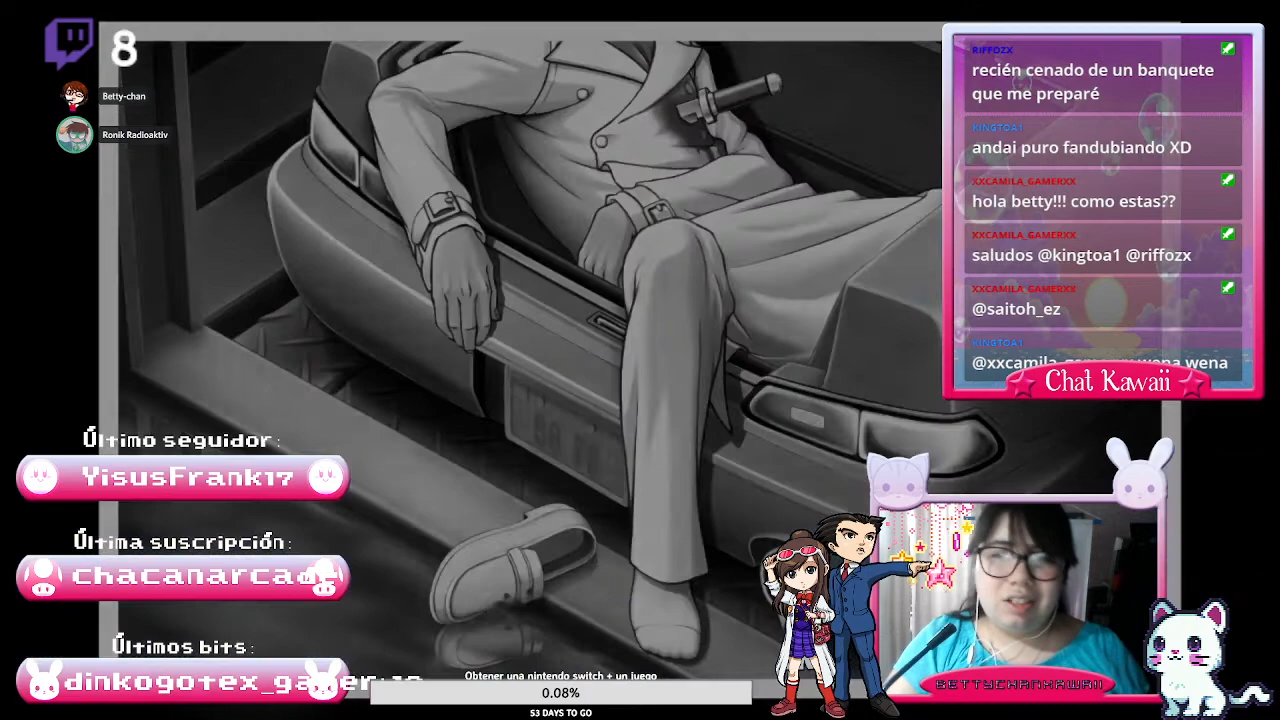 8
Betty-chan
Ronik Radioaktiv
RIFFOZX
recién cenado de un banquete
que me preparé
KINGTOA1
andai puro fandubiando XD
XXCAMILA_GAMERXX
hola betty!!! como estas??
XXCAMILA_GAMERXX
saludos @kingtoa1 @riffozx
XXCAMILA_GAMERXX
@saitoh_ez
KINGTOA1
wena wena
Chat Kawaii
Último seguidor :
YisusFrank17
Última suscripción:
chacanarcade
Últimos bits :
Obtener una nintendo switch + un juego
0.08%
53 DAYS TO GO
BETTYCHANKAWAII